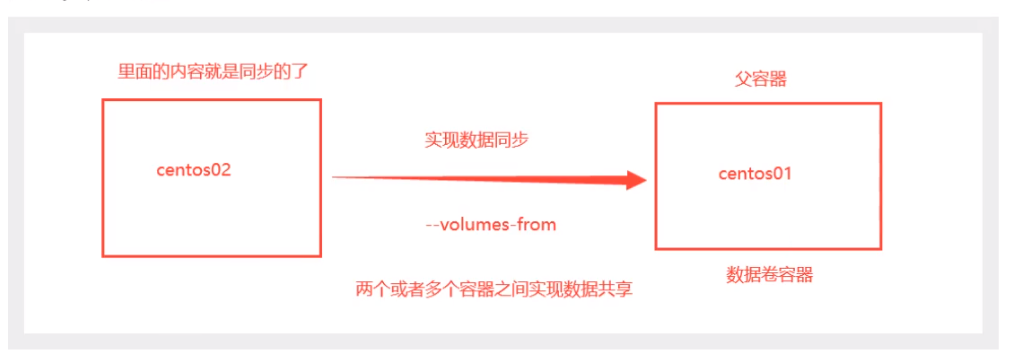 里面的内容就是同步的了
父容器
实现数据同步
centos02
centos01
--volumes-from
数据卷容器
两个或者多个容器之间实现数据共享